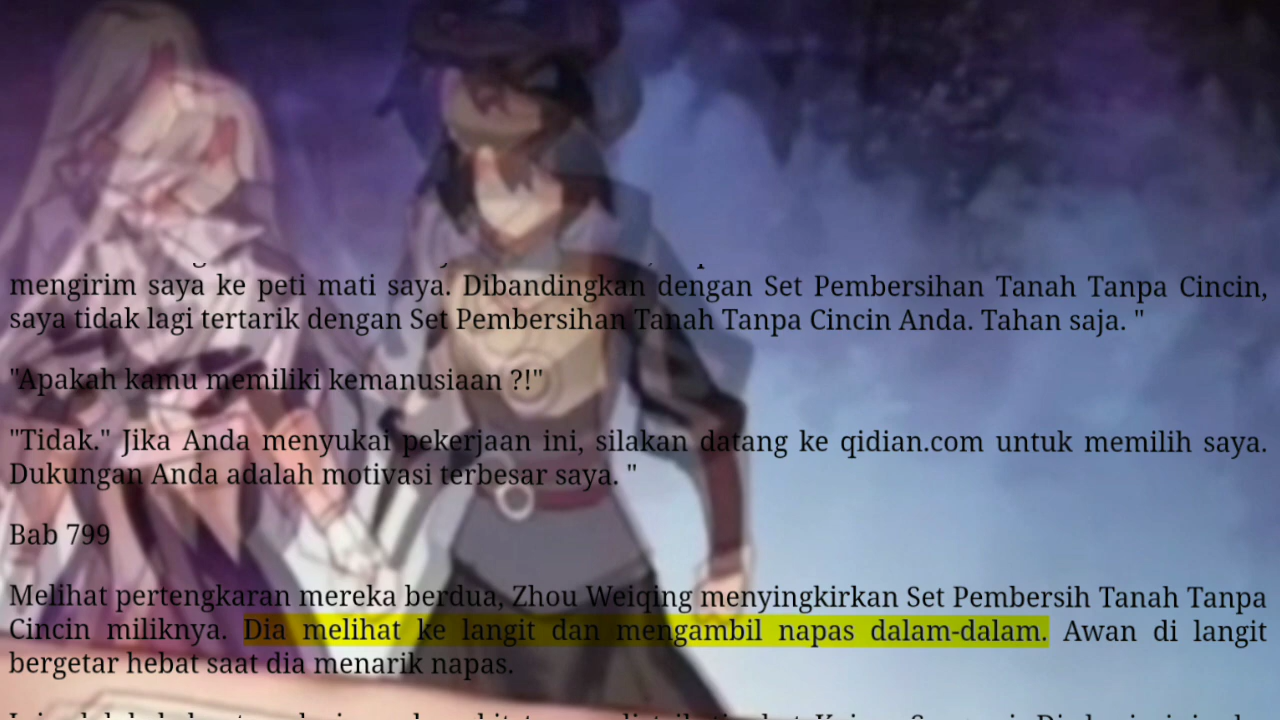 mengirim saya ke peti mati saya. Dibandingkan dengan Set Pembersihan Tanah Tanpa Cincin,
saya tidak lagi tertarik dengan Set Pembersihan Tanah Tanpa Cincin Anda. Tahan saja. "
"Apakah kamu memiliki kemanusiaan ?!"
"Tidak." Jika Anda menyukai pekerjaan ini, silakan datang ke qidian.com untuk memilih saya.
Dukungan Anda adalah motivasi terbesar saya. "
Bab 799
Melihat pertengkaran mereka berdua, Zhou Weiqing menyingkirkan Set Pembersih Tanah Tanpa
Cincin miliknya. Dia melihat ke langit dan mengambil napas dalam-dalam. Awan di langit
bergetar hebat saat dia menarik napas.